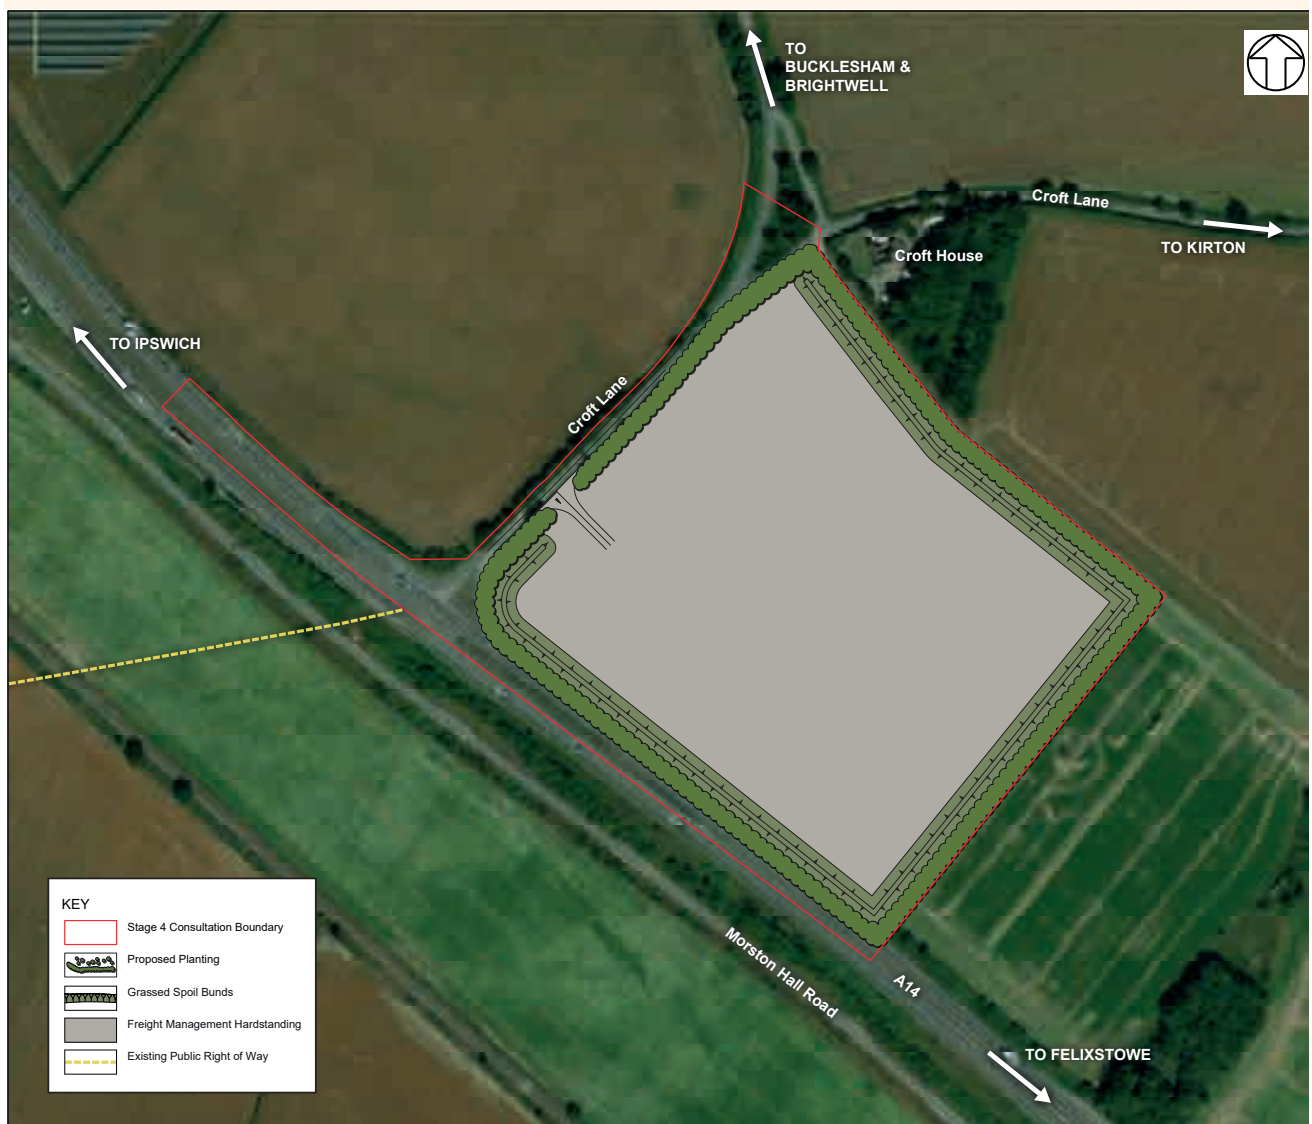 TO
BUCKLESHAM &
BRIGHTWELL
Croft Lane
TO KIRTON
Croft House
TO IPSWICH
Croft Lane
Morston Hall Road
A14
TO FELIXSTOWE
KEY
Stage 4 Consultation Boundary
Proposed Planting
Grassed Spoil Bunds
Freight Management Hardstanding
Existing Public Right of Way